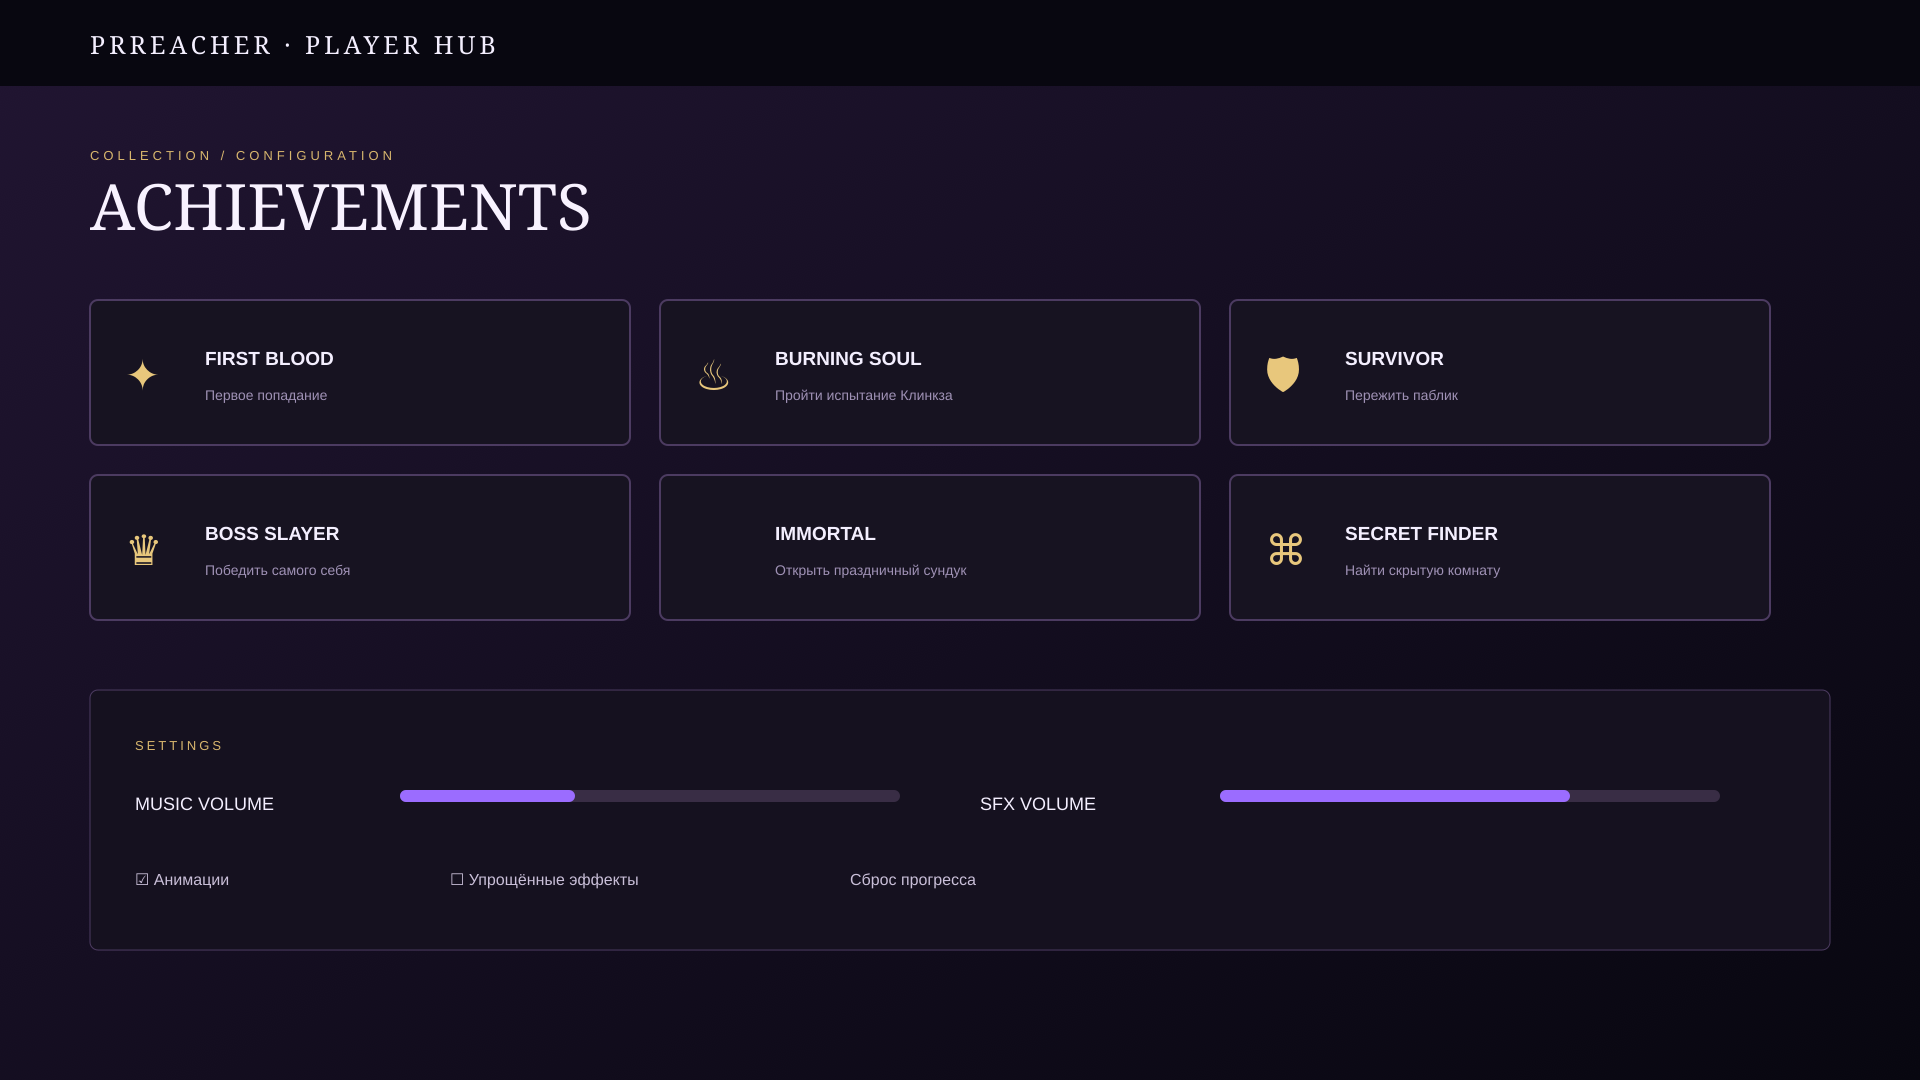 PRREACHER · PLAYER HUB
COLLECTION / CONFIGURATION
ACHIEVEMENTS
FIRST BLOOD
Первое попадание
BURNING SOUL
Пройти испытание Клинкза
SURVIVOR
Пережить паблик
BOSS SLAYER
Победить самого себя
IMMORTAL
Открыть праздничный сундук
SECRET FINDER
Найти скрытую комнату
SETTINGS
MUSIC VOLUME
SFX VOLUME
☑ Анимации
☐ Упрощённые эффекты
Сброс прогресса